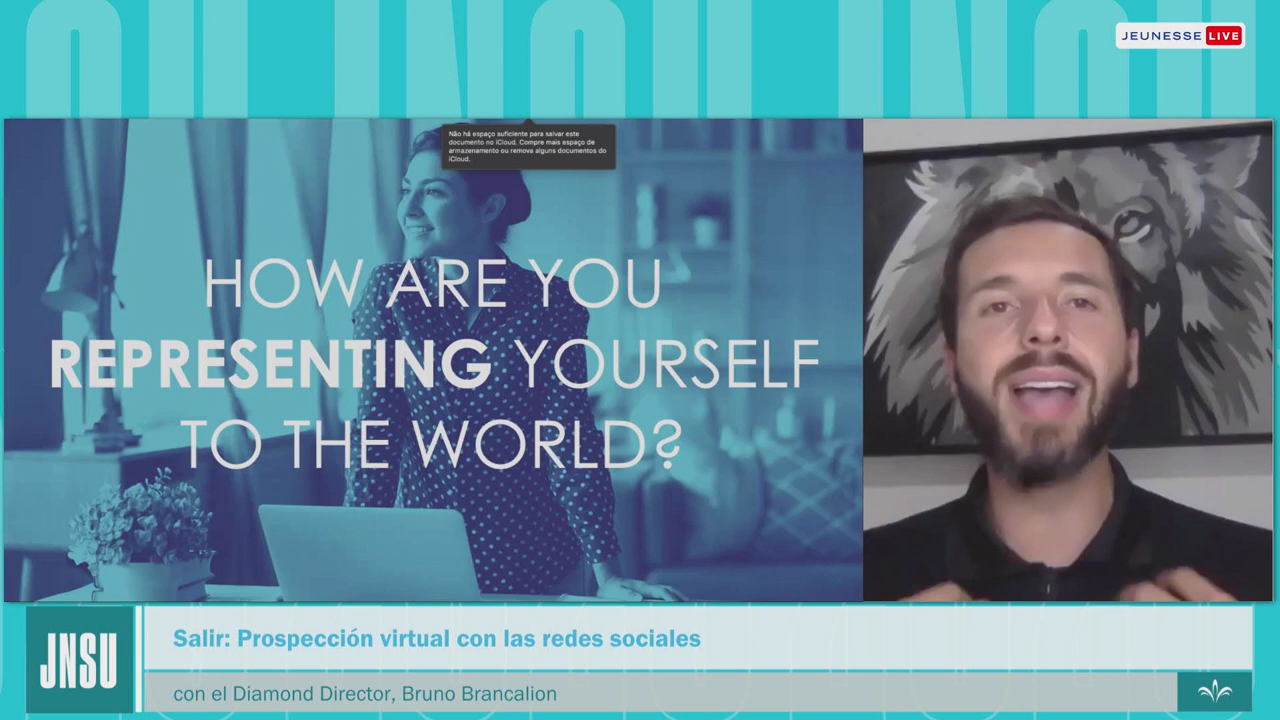 JEUNESSE LIVE
Não há espaço suficiente para salvar este
documento no iCloud. Compre mais espaço de
armazenamento ou remova alguns documentos do
iCloud.
HOW ARE YOU
REPRESENTING YOURSELF
TO THE WORLD?
JNSU
Salir: Prospección virtual con las redes sociales
con el Diamond Director, Bruno Brancalion